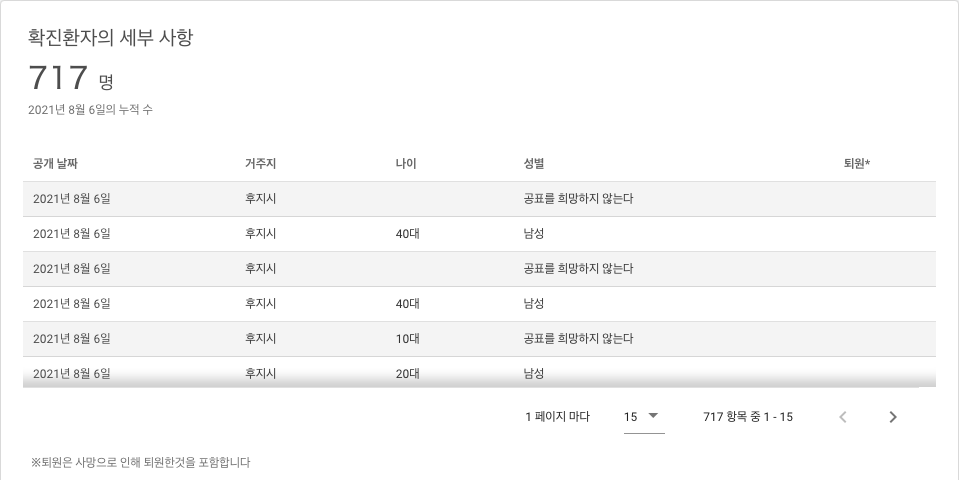 확진환자의 세부 사항
717 명
2021년 8월 6일의 누적 수
공개 날짜 거주지 나이 성별 퇴원*
2021년 8월 6일 후지시 공표를 희망하지 않는다
2021년 8월 6일 후지시 40대 남성
2021년 8월 6일 후지시 공표를 희망하지 않는다
2021년 8월 6일 후지시 40대 남성
2021년 8월 6일 후지시 10대 공표를 희망하지 않는다
2021년 8월 6일 후지시 20대 남성
1 페이지 마다 15 717 항목 중 1 - 15
※퇴원은 사망으로 인해 퇴원한것을 포함합니다